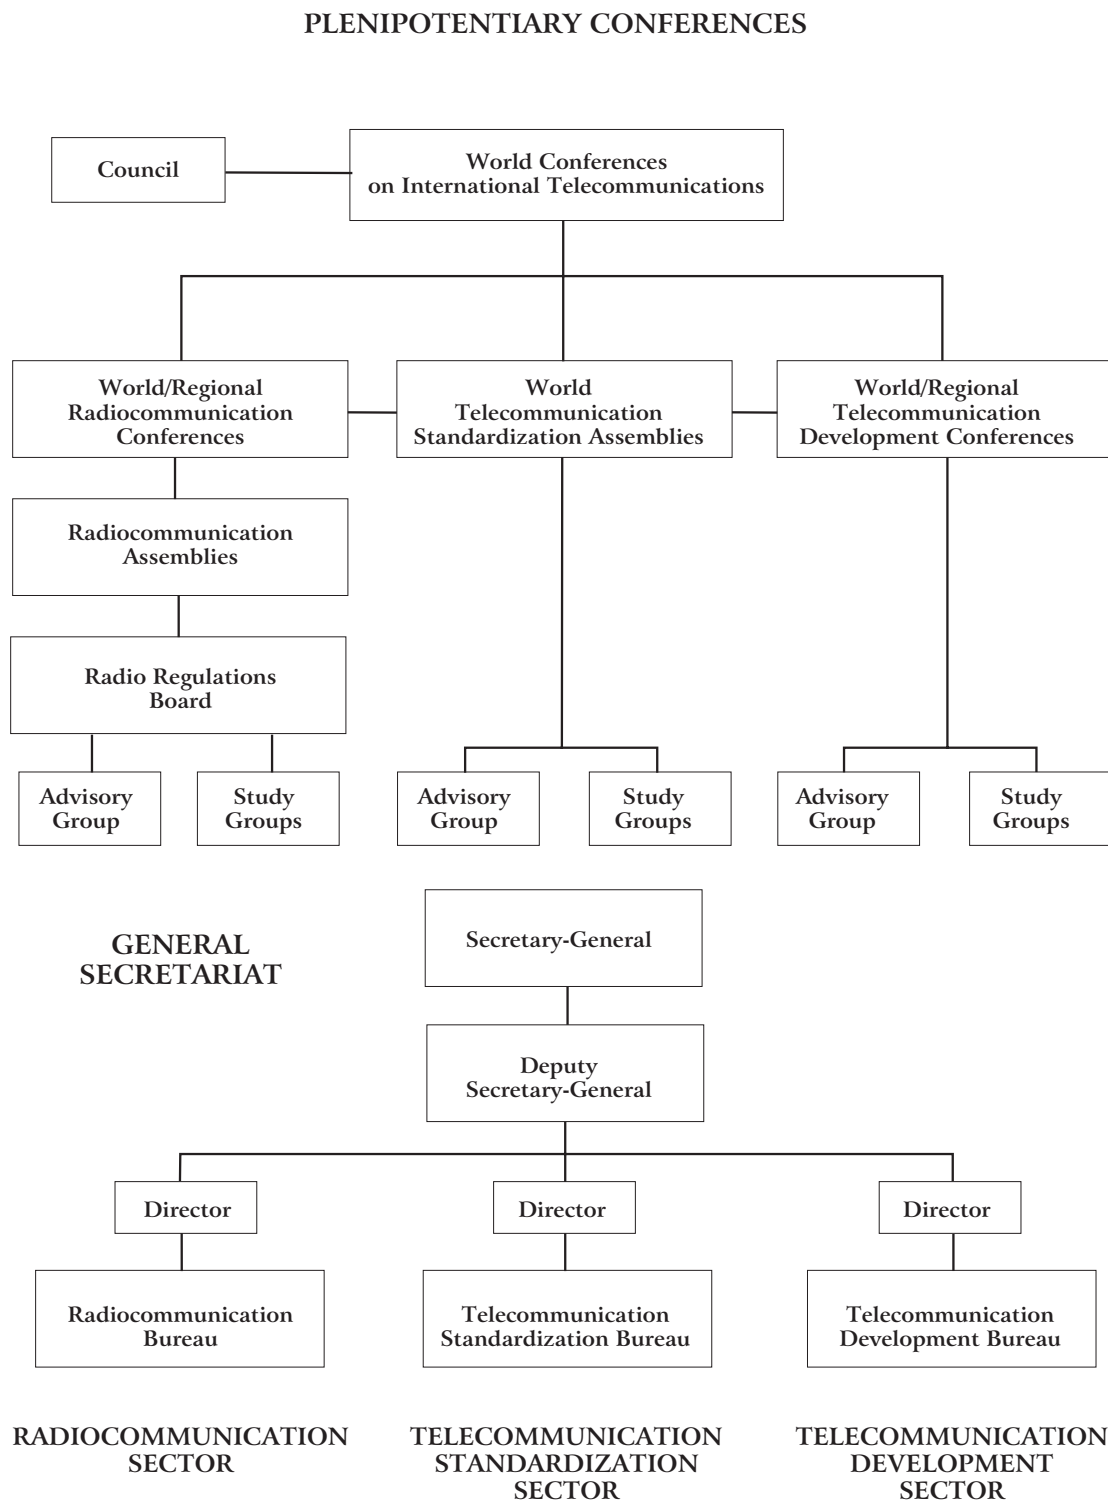 PLENIPOTENTIARY CONFERENCES
Council
World Conferences
on International Telecommunications
World/Regional
Radiocommunication
Conferences
World
Telecommunication
Standardization Assemblies
World/Regional
Telecommunication
Development Conferences
Radiocommunication
Assemblies
Radio Regulations
Board
Advisory
Group
Study
Groups
Advisory
Group
Study
Groups
Advisory
Group
Study
Groups
GENERAL
SECRETARIAT
Secretary-General
Deputy
Secretary-General
Director
Director
Director
Radiocommunication
Bureau
Telecommunication
Standardization Bureau
Telecommunication
Development Bureau
RADIOCOMMUNICATION
SECTOR
TELECOMMUNICATION
STANDARDIZATION
SECTOR
TELECOMMUNICATION
DEVELOPMENT
SECTOR